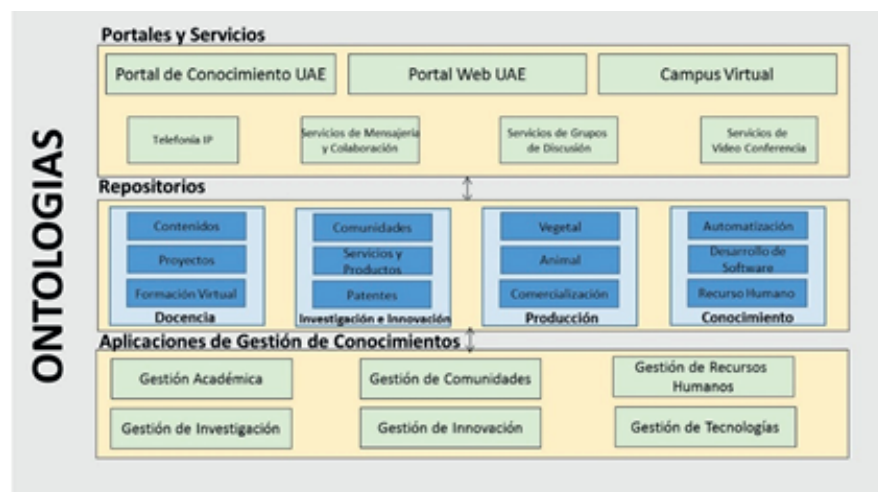 ONTOLOGIAS
Portales y Servicios
Portal de Conocimiento UAE
Portal Web UAE
Campus Virtual
Telefonía IP
Servicios de Mensajeria
y Colaboración
Servicios de Grupos
de Discusión
Servicios de
Video Conferencia
Repositorios
Contenidos
Proyectos
Formación Virtual
Docencia
Comunidades
Servicios y
Productos
Patentes
Investigación e Innovación
Vegetal
Animal
Comercialización
Producción
Automatización
Desarrollo de
Software
Recurso Humano
Conocimiento
Aplicaciones de Gestión de Conocimientos
Gestión Académica
Gestión de Comunidades
Gestión de Recursos
Humanos
Gestión de Investigación
Gestión de Innovación
Gestión de Tecnologías